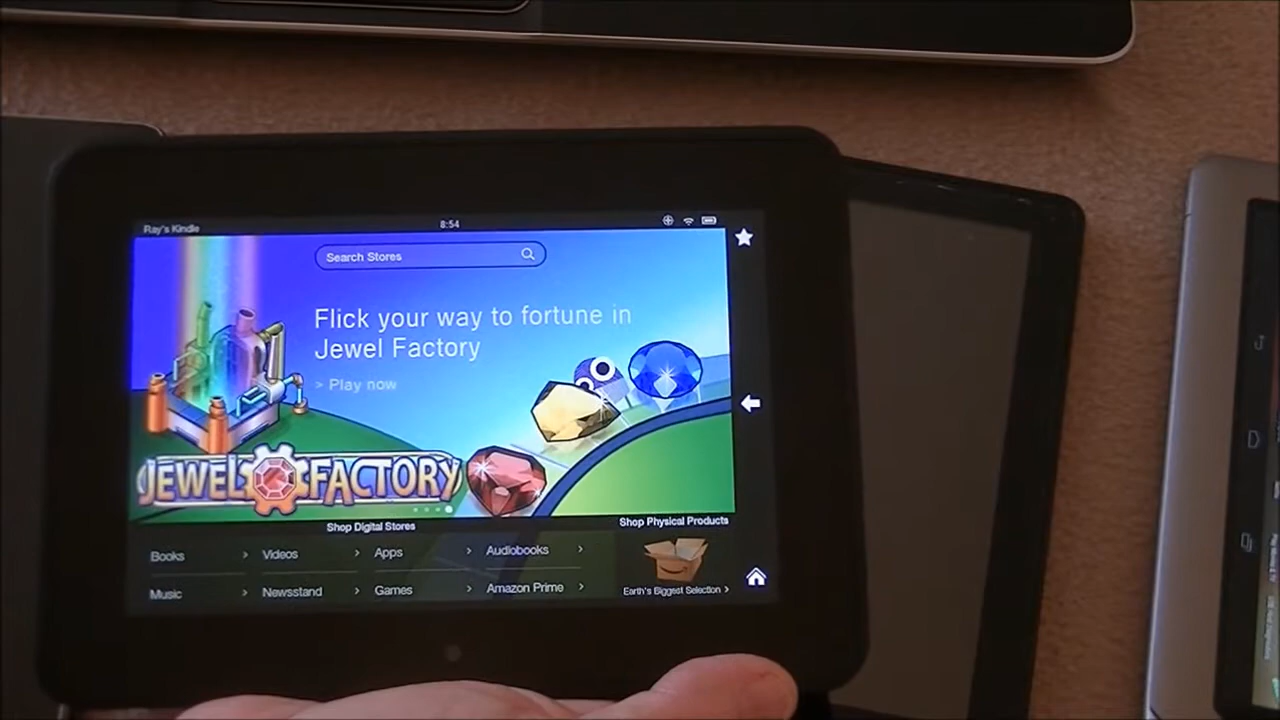 Ray's Kindle 8:54
Search Stores
Flick your way to fortune in
Jewel Factory
> Play now
JEWEL FACTORY
Shop Digital Stores
Shop Physical Products
Books > Videos > Apps > Audiobooks >
Music > Newsstand > Games > Amazon Prime >
Earth's Biggest Selection >